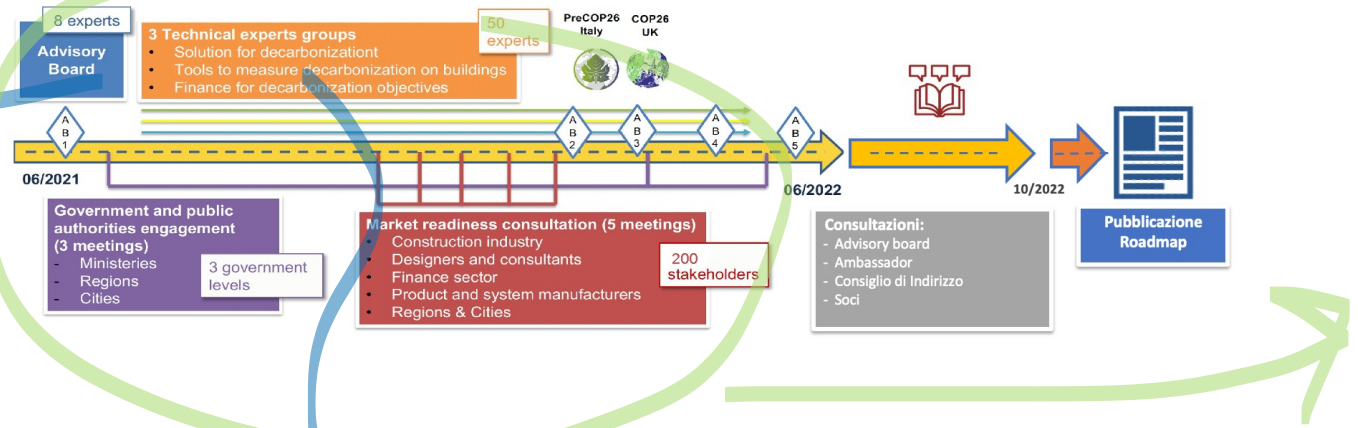 8 experts
Advisory
Board
3 Technical experts groups
• Solution for decarbonizationt
• Tools to measure decarbonization on buildings
• Finance for decarbonization objectives
50
experts
PreCOP26
Italy
COP26
UK
A
B
1
A
B
2
A
B
3
A
B
4
A
B
5
06/2021
06/2022
10/2022
Government and public
authorities engagement
(3 meetings)
- Ministeries
- Regions
- Cities
3 government
levels
Market readiness consultation (5 meetings)
• Construction industry
• Designers and consultants
• Finance sector
• Product and system manufacturers
• Regions & Cities
200
stakeholders
Consultazioni:
- Advisory board
- Ambassador
- Consiglio di Indirizzo
- Soci
Pubblicazione
Roadmap